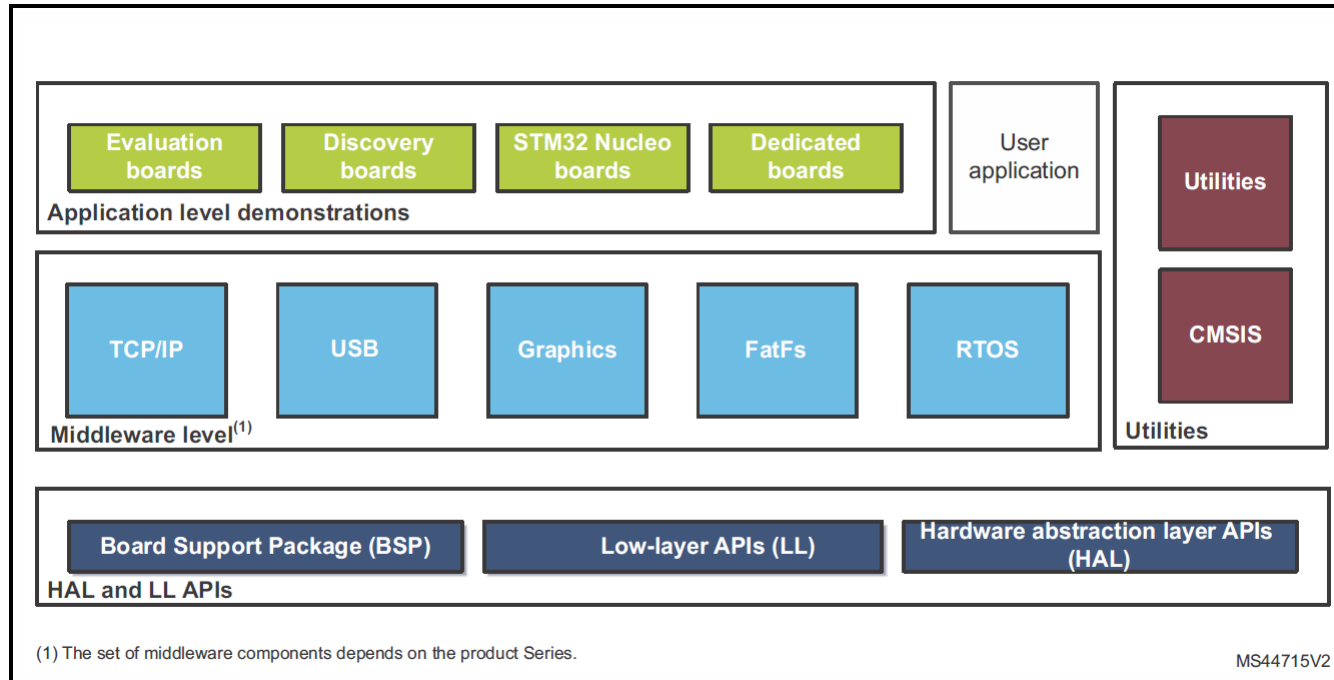 Evaluation
boards
Discovery
boards
STM32 Nucleo
boards
Dedicated
boards
Application level demonstrations
User
application
Utilities
CMSIS
Utilities
TCP/IP
USB
Graphics
FatFs
RTOS
Middleware level(1)
Board Support Package (BSP)
Low-layer APIs (LL)
Hardware abstraction layer APIs
(HAL)
HAL and LL APIs
(1) The set of middleware components depends on the product Series.
MS44715V2